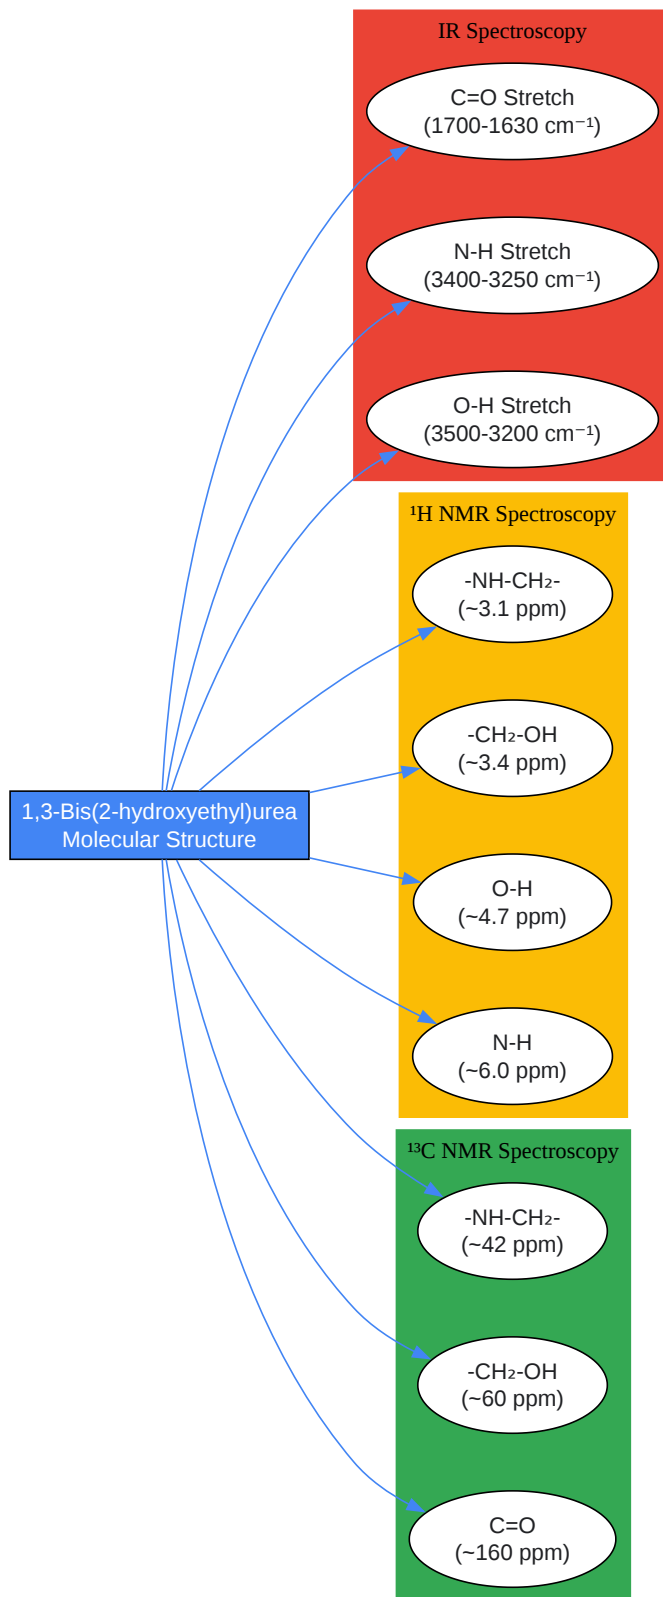 IR Spectroscopy
C=O Stretch
(1700-1630 cm⁻¹)
N-H Stretch
(3400-3250 cm⁻¹)
O-H Stretch
(3500-3200 cm⁻¹)
¹H NMR Spectroscopy
-NH-CH₂-
(~3.1 ppm)
-CH₂-OH
(~3.4 ppm)
1,3-Bis(2-hydroxyethyl)urea
Molecular Structure
O-H
(~4.7 ppm)
N-H
(~6.0 ppm)
¹³C NMR Spectroscopy
-NH-CH₂-
(~42 ppm)
-CH₂-OH
(~60 ppm)
C=O
(~160 ppm)